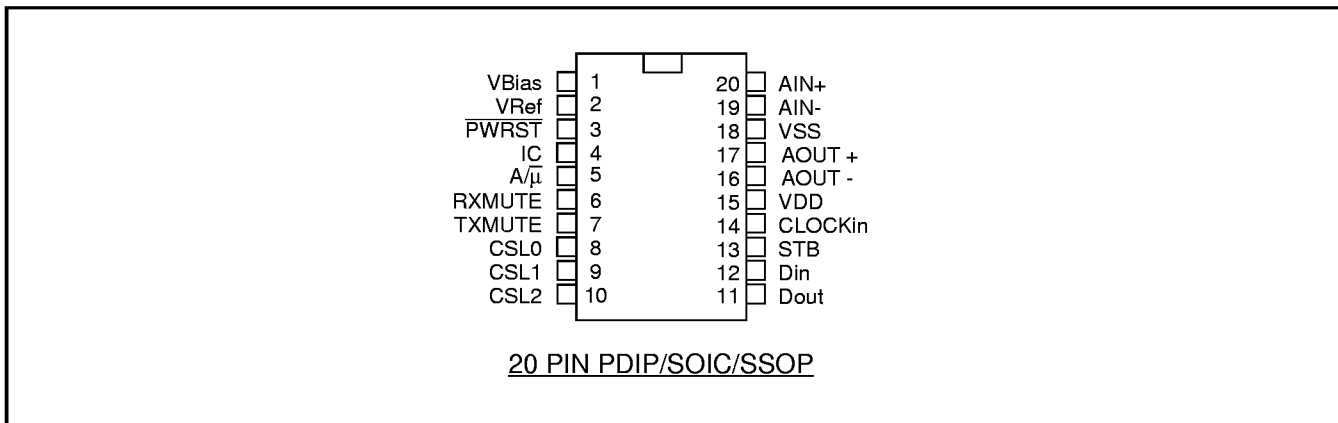 VBias 1 20 AIN+
VRef 2 19 AIN-
P̅W̅R̅S̅T̅ 3 18 VSS
IC 4 17 AOUT +
A/μ̅ 5 16 AOUT -
RXMUTE 6 15 VDD
TXMUTE 7 14 CLOCKin
CSL0 8 13 STB
CSL1 9 12 Din
CSL2 10 11 Dout
20 PIN PDIP/SOIC/SSOP